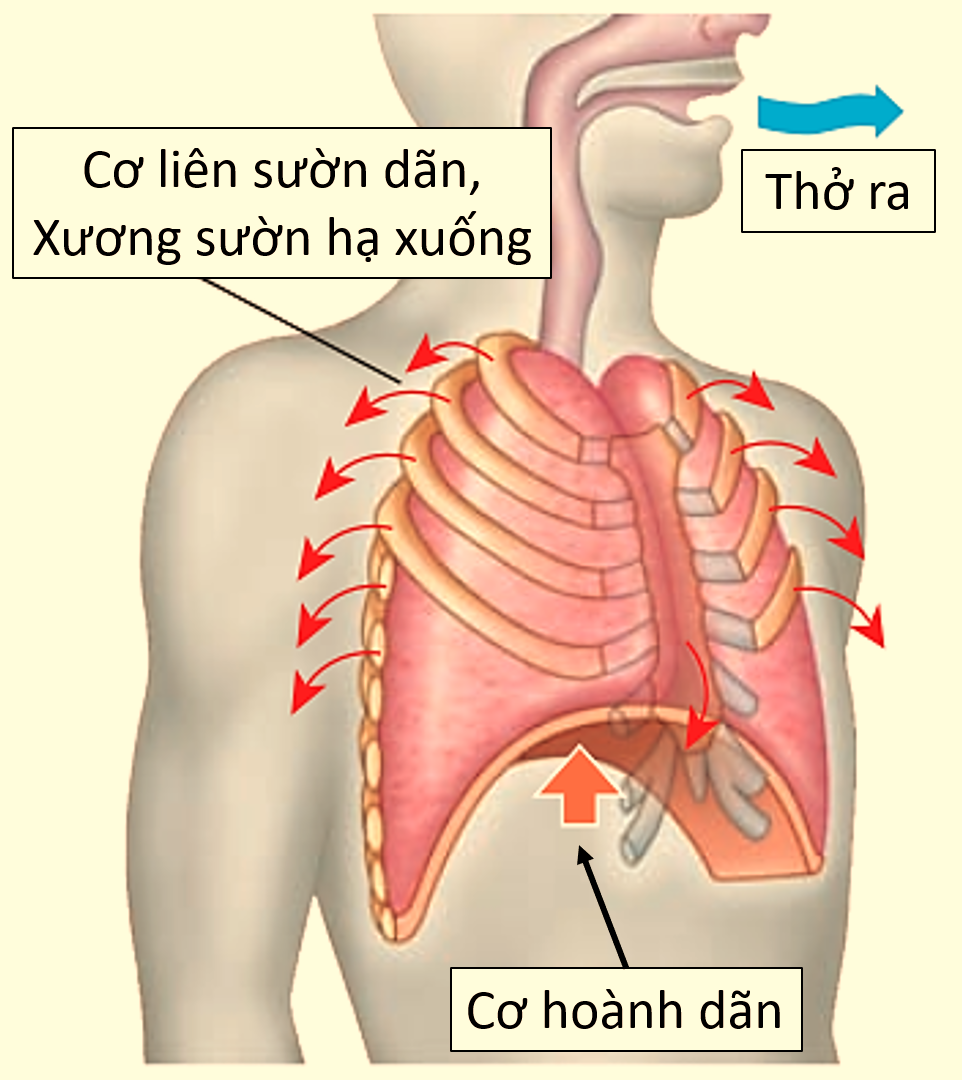 Cơ liên sườn dãn,
Xương sườn hạ xuống
Thở ra
Cơ hoành dãn